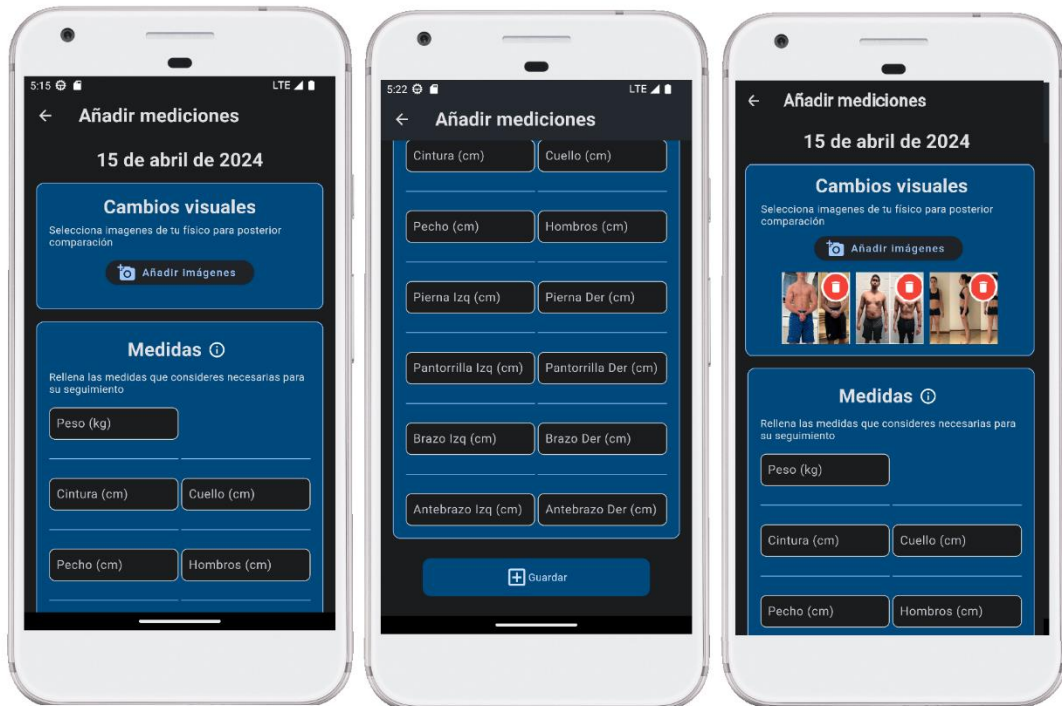 5:15
LTE
Añadir mediciones
15 de abril de 2024
Cambios visuales
Selecciona imagenes de tu físico para posterior
comparación
Añadir Imágenes
Medidas
Rellena las medidas que consideres necesarias para
su seguimiento
Peso (kg)
Cintura (cm)
Cuello (cm)
Pecho (cm)
Hombros (cm)
5:22
LTE
Añadir mediciones
Cintura (cm)
Cuello (cm)
Pecho (cm)
Hombros (cm)
Pierna Izq (cm)
Pierna Der (cm)
Pantorrilla Izq (cm)
Pantorrilla Der (cm)
Brazo Izq (cm)
Brazo Der (cm)
Antebrazo Izq (cm)
Antebrazo Der (cm)
Guardar
Añadir mediciones
15 de abril de 2024
Cambios visuales
Selecciona imagenes de tu físico para posterior
comparación
Añadir Imágenes
Medidas
Rellena las medidas que consideres necesarias para
su seguimiento
Peso (kg)
Cintura (cm)
Cuello (cm)
Pecho (cm)
Hombros (cm)